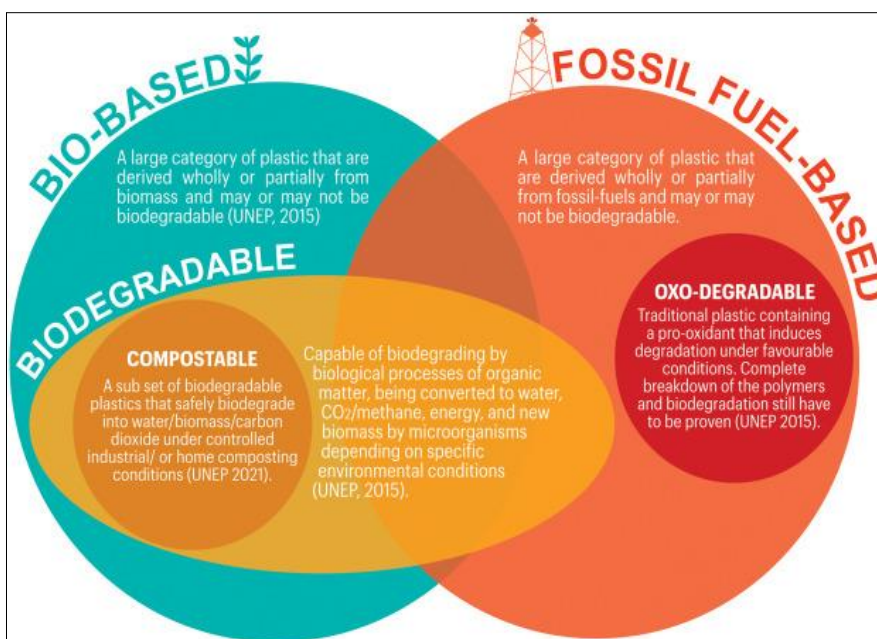 BIO-BASED
A large category of plastic that are
derived wholly or partially from
biomass and may or may not be
biodegradable (UNEP, 2015)
FOSSIL FUEL-BASED
A large category of plastic that
are derived wholly or partially
from fossil-fuels and may or may
not be biodegradable.
BIODEGRADABLE
COMPOSTABLE
A sub set of biodegradable
plastics that safely biodegrade
into water/biomass/carbon
dioxide under controlled
industrial/ or home composting
conditions (UNEP 2021).
Capable of biodegrading by
biological processes of organic
matter, being converted to water,
CO2/methane, energy, and new
biomass by microorganisms
depending on specific
environmental conditions
(UNEP, 2015).
OXO-DEGRADABLE
Traditional plastic containing
a pro-oxidant that induces
degradation under favourable
conditions. Complete
breakdown of the polymers
and biodegradation still have
to be proven (UNEP 2015).